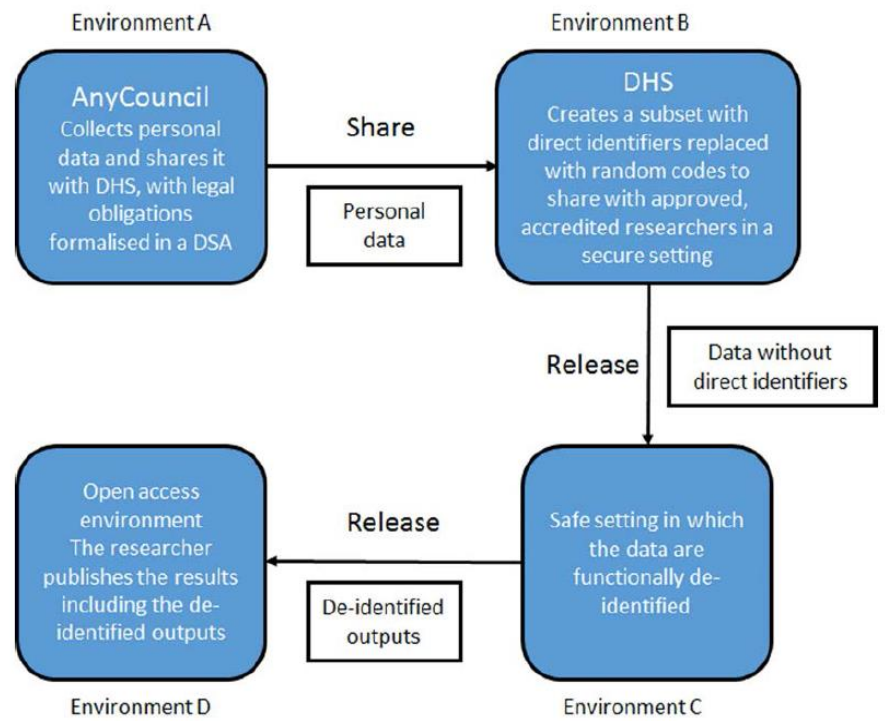 Environment A
AnyCouncil
Collects personal
data and shares it
with DHS, with legal
obligations
formalised in a DSA
Share
Personal
data
Environment B
DHS
Creates a subset with
direct identifiers replaced
with random codes to
share with approved,
accredited researchers in a
secure setting
Release
Data without
direct identifiers
Safe setting in which
the data are
functionally de-
identified
Environment C
Release
De-identified
outputs
Open access
environment
The researcher
publishes the results
including the de-
identified outputs
Environment D